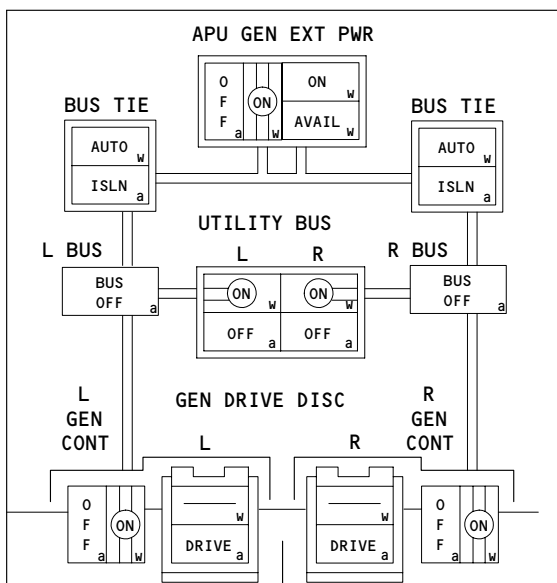 APU GEN EXT PWR
O
F
F
a
ON
w
ON
w
AVAIL
w
BUS TIE
AUTO
w
ISLN
a
BUS TIE
AUTO
w
ISLN
a
UTILITY BUS
L R
L BUS
BUS
OFF
a
ON
w
ON
w
OFF
a
OFF
a
R BUS
BUS
OFF
a
L
GEN
CONT
GEN DRIVE DISC
L R
R
GEN
CONT
O
F
F
a
ON
w
w
DRIVE
a
w
DRIVE
a
O
F
F
a
ON
w